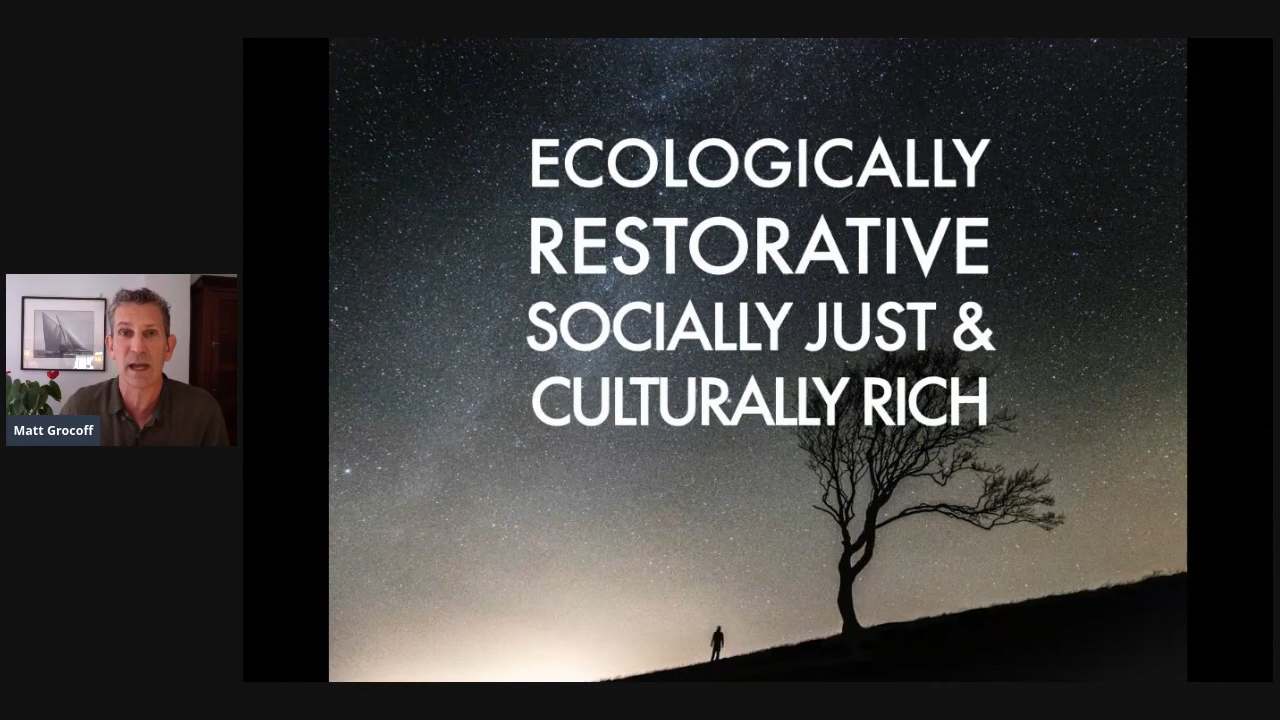 ECOLOGICALLY
RESTORATIVE
SOCIALLY JUST &
CULTURALLY RICH
Matt Grocoff